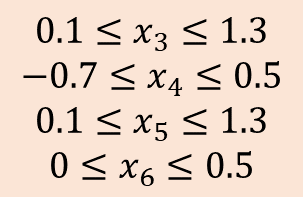 0.1 ≤ x₃ ≤ 1.3
−0.7 ≤ x₄ ≤ 0.5
0.1 ≤ x₅ ≤ 1.3
0 ≤ x₆ ≤ 0.5